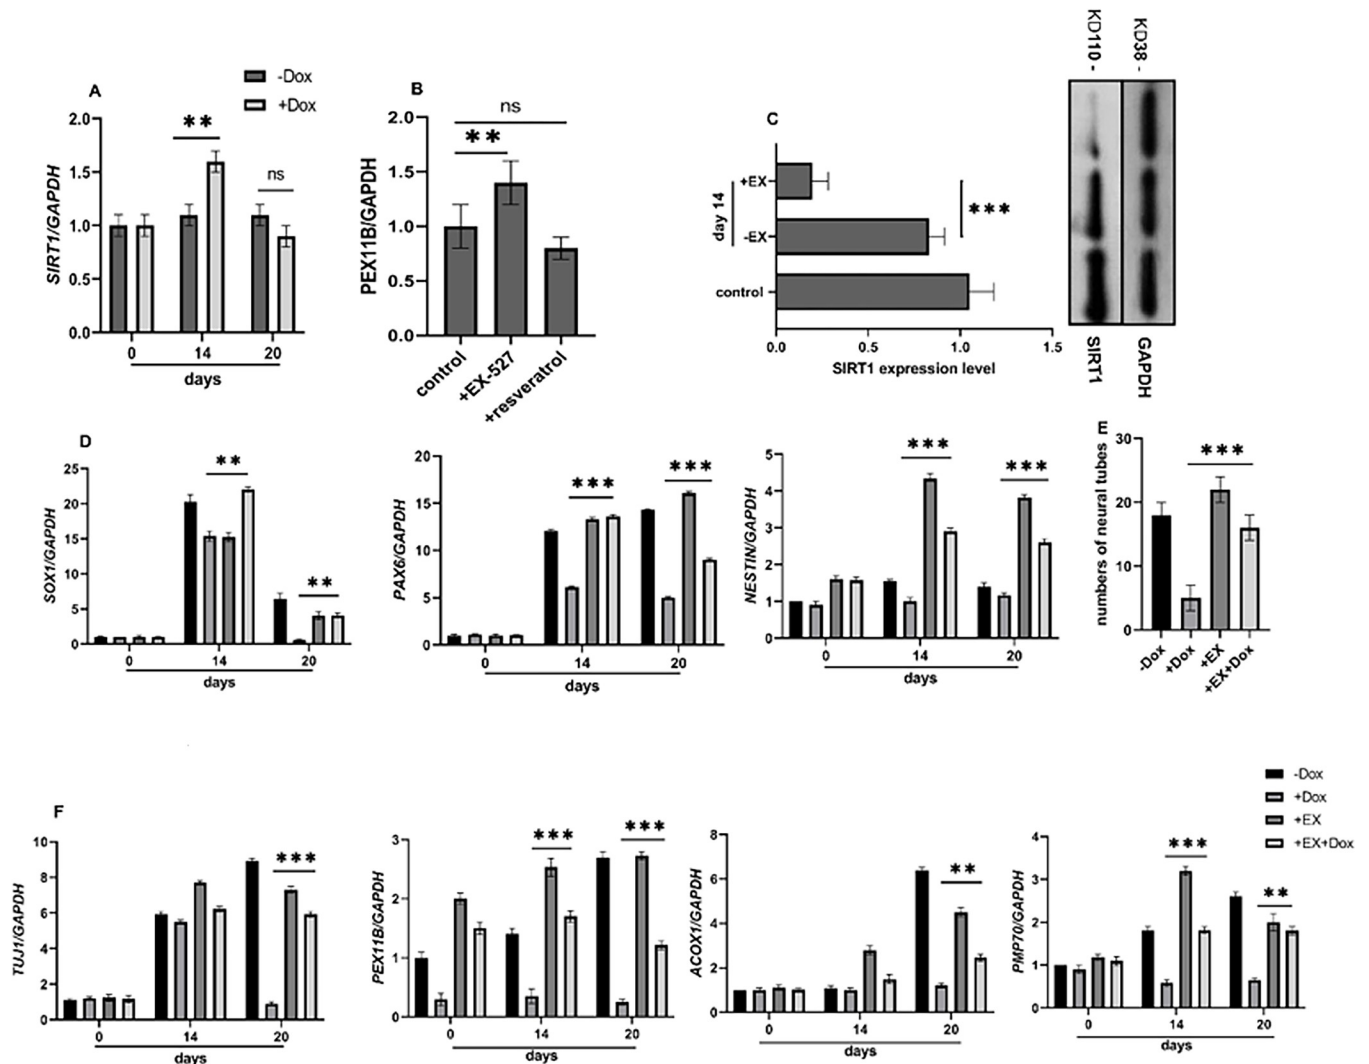 A
-Dox
+Dox
SIRT1/GAPDH
2.0
1.5
1.0
0.5
0.0
**
ns
0 14 20
days
B
PEX11B/GAPDH
2.0
1.5
1.0
0.5
0.0
ns
**
control
+EX-527
+resveratrol
C
day 14
+EX
-EX
control
***
0.0 0.5 1.0 1.5
SIRT1 expression level
KD110 -
KD38 -
SIRT1
GAPDH
D
SOX1/GAPDH
25
20
15
10
5
0
**
**
0 14 20
days
PAX6/GAPDH
20
15
10
5
0
***
***
0 14 20
days
NESTIN/GAPDH
5
4
3
2
1
0
***
***
0 14 20
days
E
numbers of neural tubes
30
20
10
0
***
-Dox
+Dox
+EX
+EX+Dox
F
TUJ1/GAPDH
10
8
6
4
2
0
***
0 14 20
days
PEX11B/GAPDH
3
2
1
0
***
***
0 14 20
days
ACOX1/GAPDH
8
6
4
2
0
**
0 14 20
days
PMP70/GAPDH
4
3
2
1
0
***
**
0 14 20
days
-Dox
+Dox
+EX
+EX+Dox